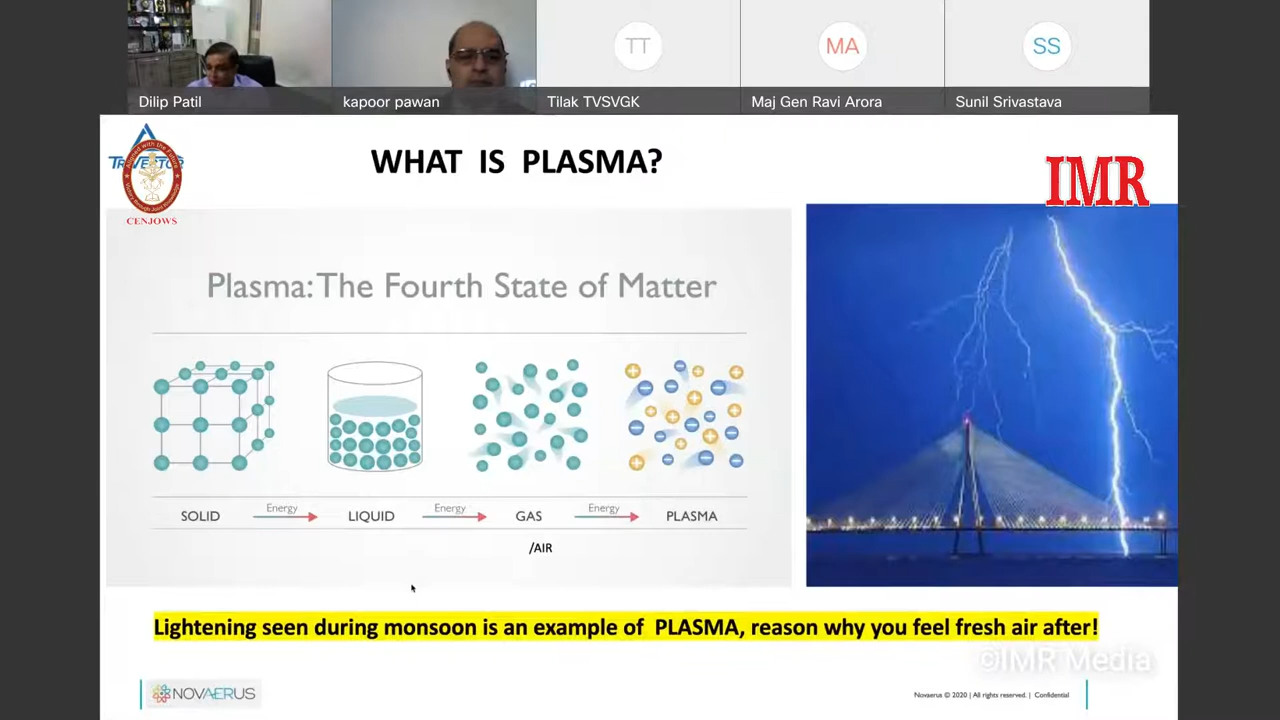 Dilip Patil
kapoor pawan
TT
Tilak TVSVGK
MA
Maj Gen Ravi Arora
SS
Sunil Srivastava
CENJOWS
WHAT IS PLASMA?
IMR
Plasma: The Fourth State of Matter
SOLID Energy LIQUID Energy GAS Energy PLASMA
/AIR
Lightening seen during monsoon is an example of PLASMA, reason why you feel fresh air after!
©IMR Media
NOVAERUS
Novaerus © 2020 | All rights reserved. | Confidential